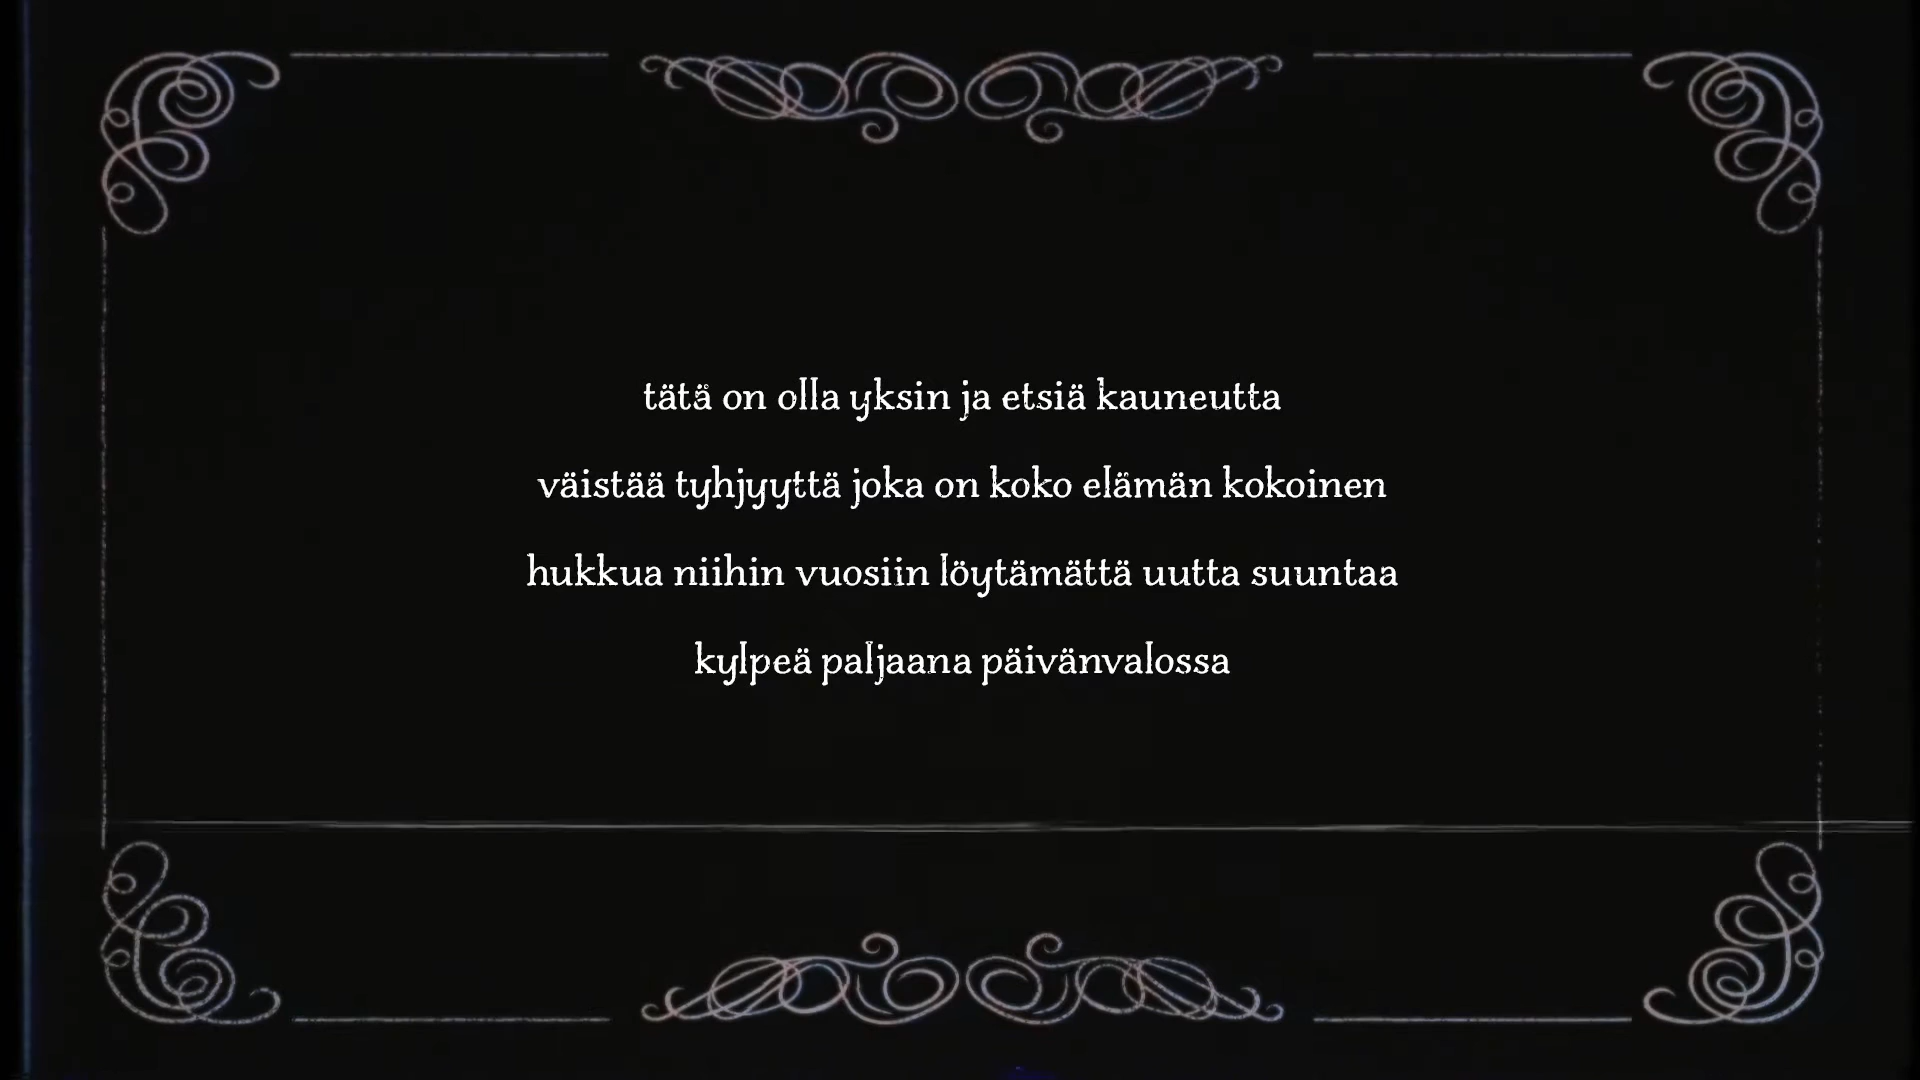 tätä on olla yksin ja etsiä kauneutta
väistää tyhjyyttä joka on koko elämän kokoinen
hukkua niihin vuosiin löytämättä uutta suuntaa
kylpeä paljaana päivänvalossa